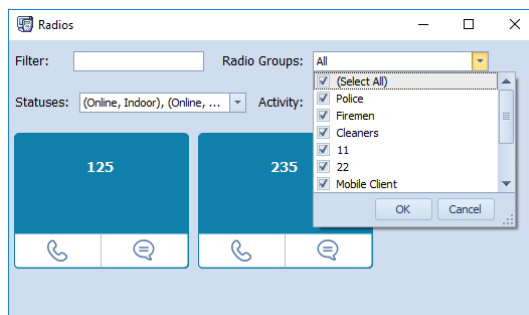 Radios
Filter:
Radio Groups: All
(Select All)
Police
Firemen
Cleaners
11
22
Mobile Client
OK Cancel
Statuses: (Online, Indoor), (Online, ... Activity:
125
235